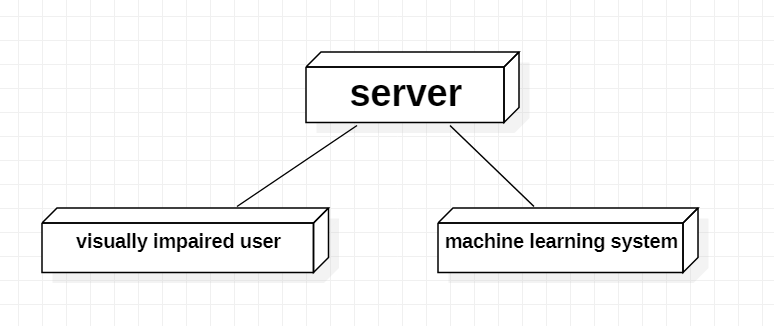 server
visually impaired user
machine learning system